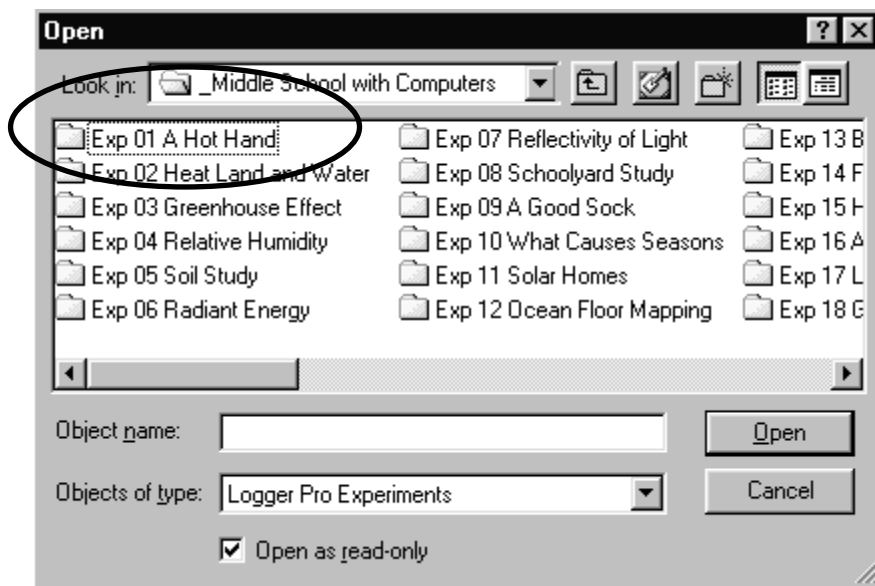 Open
Look in: _Middle School with Computers
Exp 01 A Hot Hand Exp 07 Reflectivity of Light Exp 13 B
Exp 02 Heat Land and Water Exp 08 Schoolyard Study Exp 14 F
Exp 03 Greenhouse Effect Exp 09 A Good Sock Exp 15 H
Exp 04 Relative Humidity Exp 10 What Causes Seasons Exp 16 A
Exp 05 Soil Study Exp 11 Solar Homes Exp 17 L
Exp 06 Radiant Energy Exp 12 Ocean Floor Mapping Exp 18 G
Object name: Open
Objects of type: Logger Pro Experiments Cancel
Open as read-only